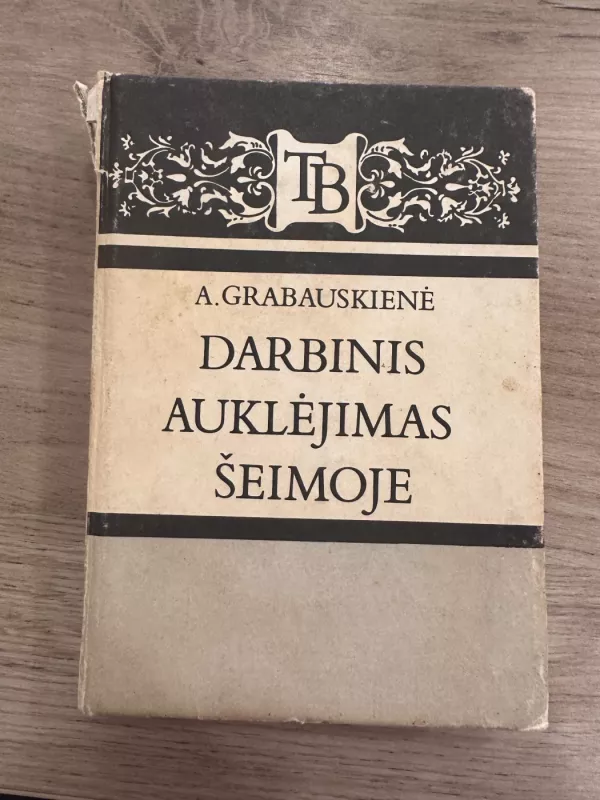 TB
A. GRABAUSKIENĖ
DARBINIS
AUKLĖJIMAS
ŠEIMOJE